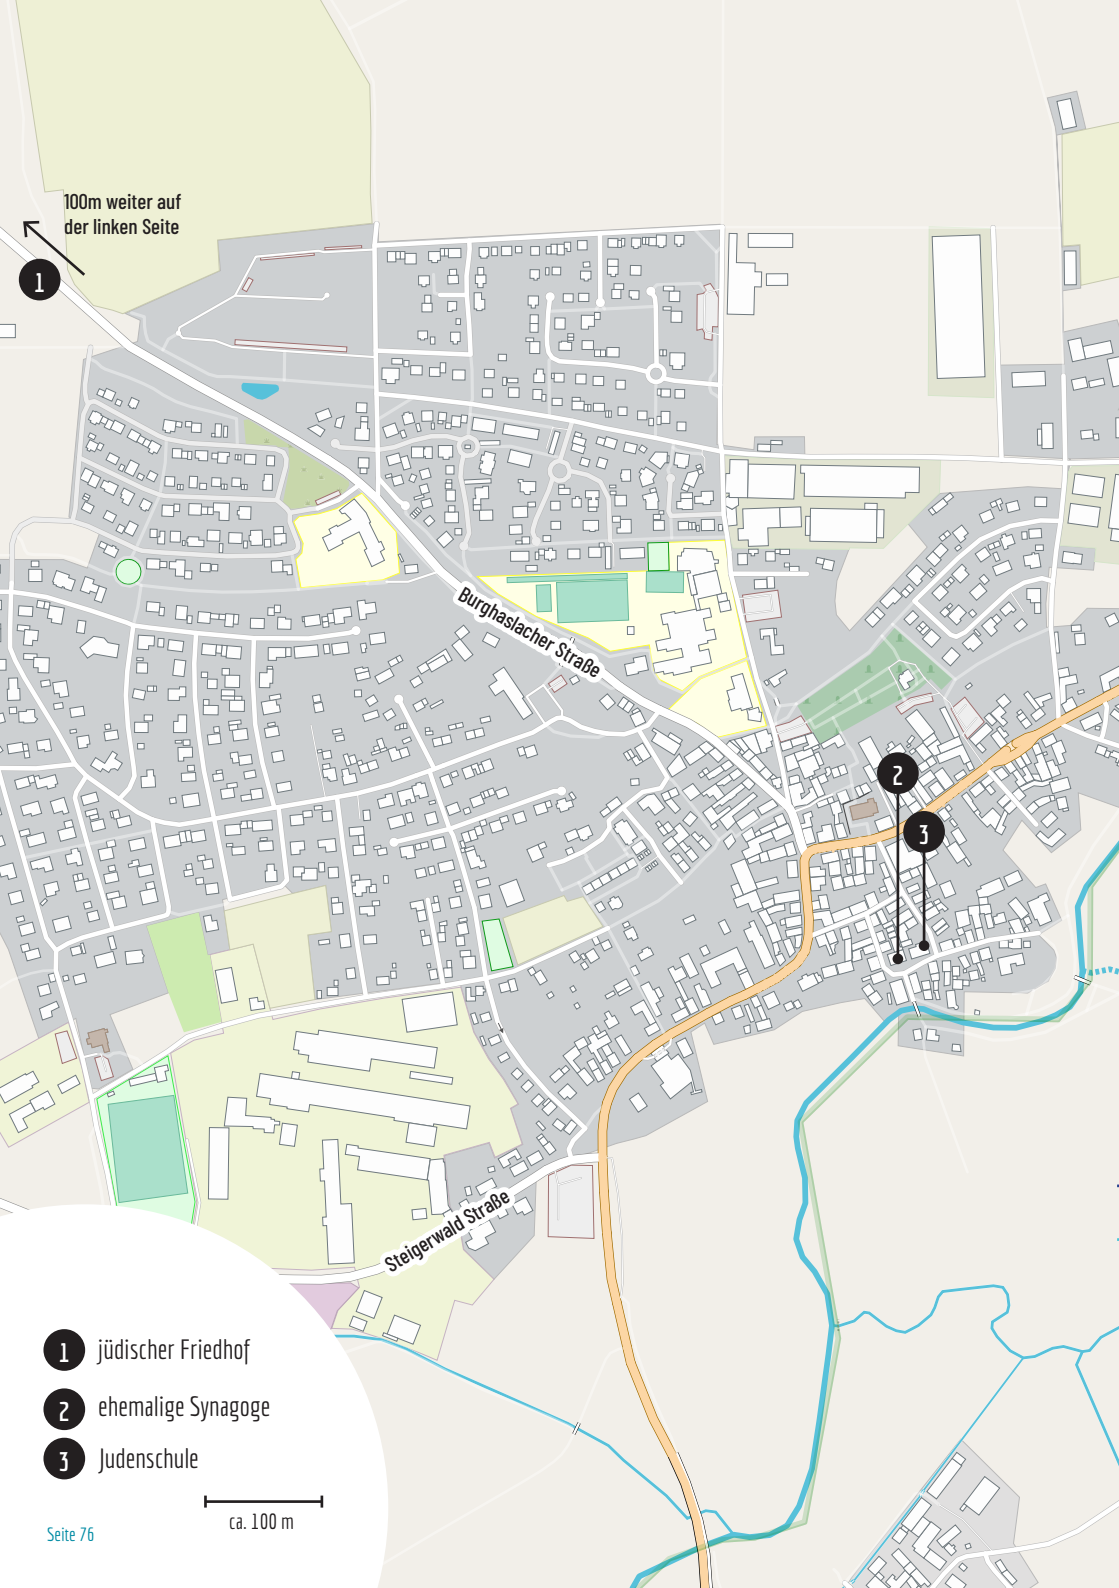 100m weiter auf
der linken Seite
1
Burghaslacher Straße
2
3
Steigerwald Straße
1 jüdischer Friedhof
2 ehemalige Synagoge
3 Judenschule
ca. 100 m
Seite 76